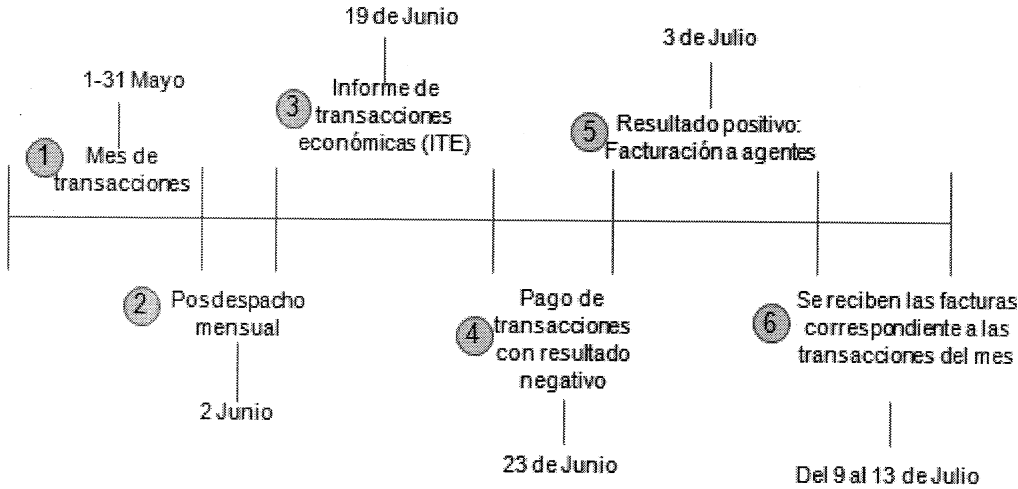 1-31 Mayo
1
Mes de
transacciones
2
Posdespacho
mensual
2 Junio
19 de Junio
3
Informe de
transacciones
económicas (ITE)
4
Pago de
transacciones
con resultado
negativo
23 de Junio
3 de Julio
5
Resultado positivo:
Facturación a agentes
6
Se reciben las facturas
correspondiente a las
transacciones del mes
Del 9 al 13 de Julio